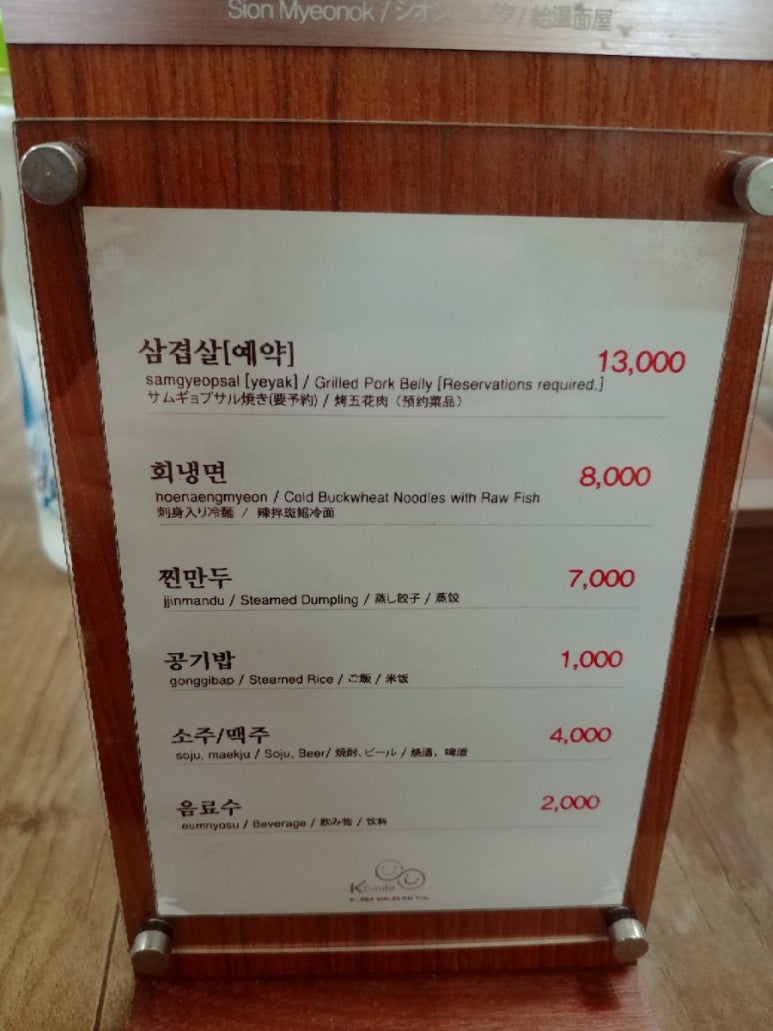 Sion Myeonok / シオンミョノク / 始温面屋
삼겹살[예약] 13,000
samgyeopsal [yeyak] / Grilled Pork Belly [Reservations required.]
サムギョプサル焼き(要予約) / 烤五花肉（预约菜品）
회냉면 8,000
hoenaengmyeon / Cold Buckwheat Noodles with Raw Fish
刺身入り冷麺 / 辣拌斑鳐冷面
찐만두 7,000
jjinmandu / Steamed Dumpling / 蒸し餃子 / 蒸饺
공기밥 1,000
gonggibap / Steamed Rice / ご飯 / 米饭
소주/맥주 4,000
soju, maekju / Soju, Beer/ 焼酎、ビール / 烧酒，啤酒
음료수 2,000
eumnyosu / Beverage / 飲み物 / 饮料
K Smile
KOREA SMILES ON YOU